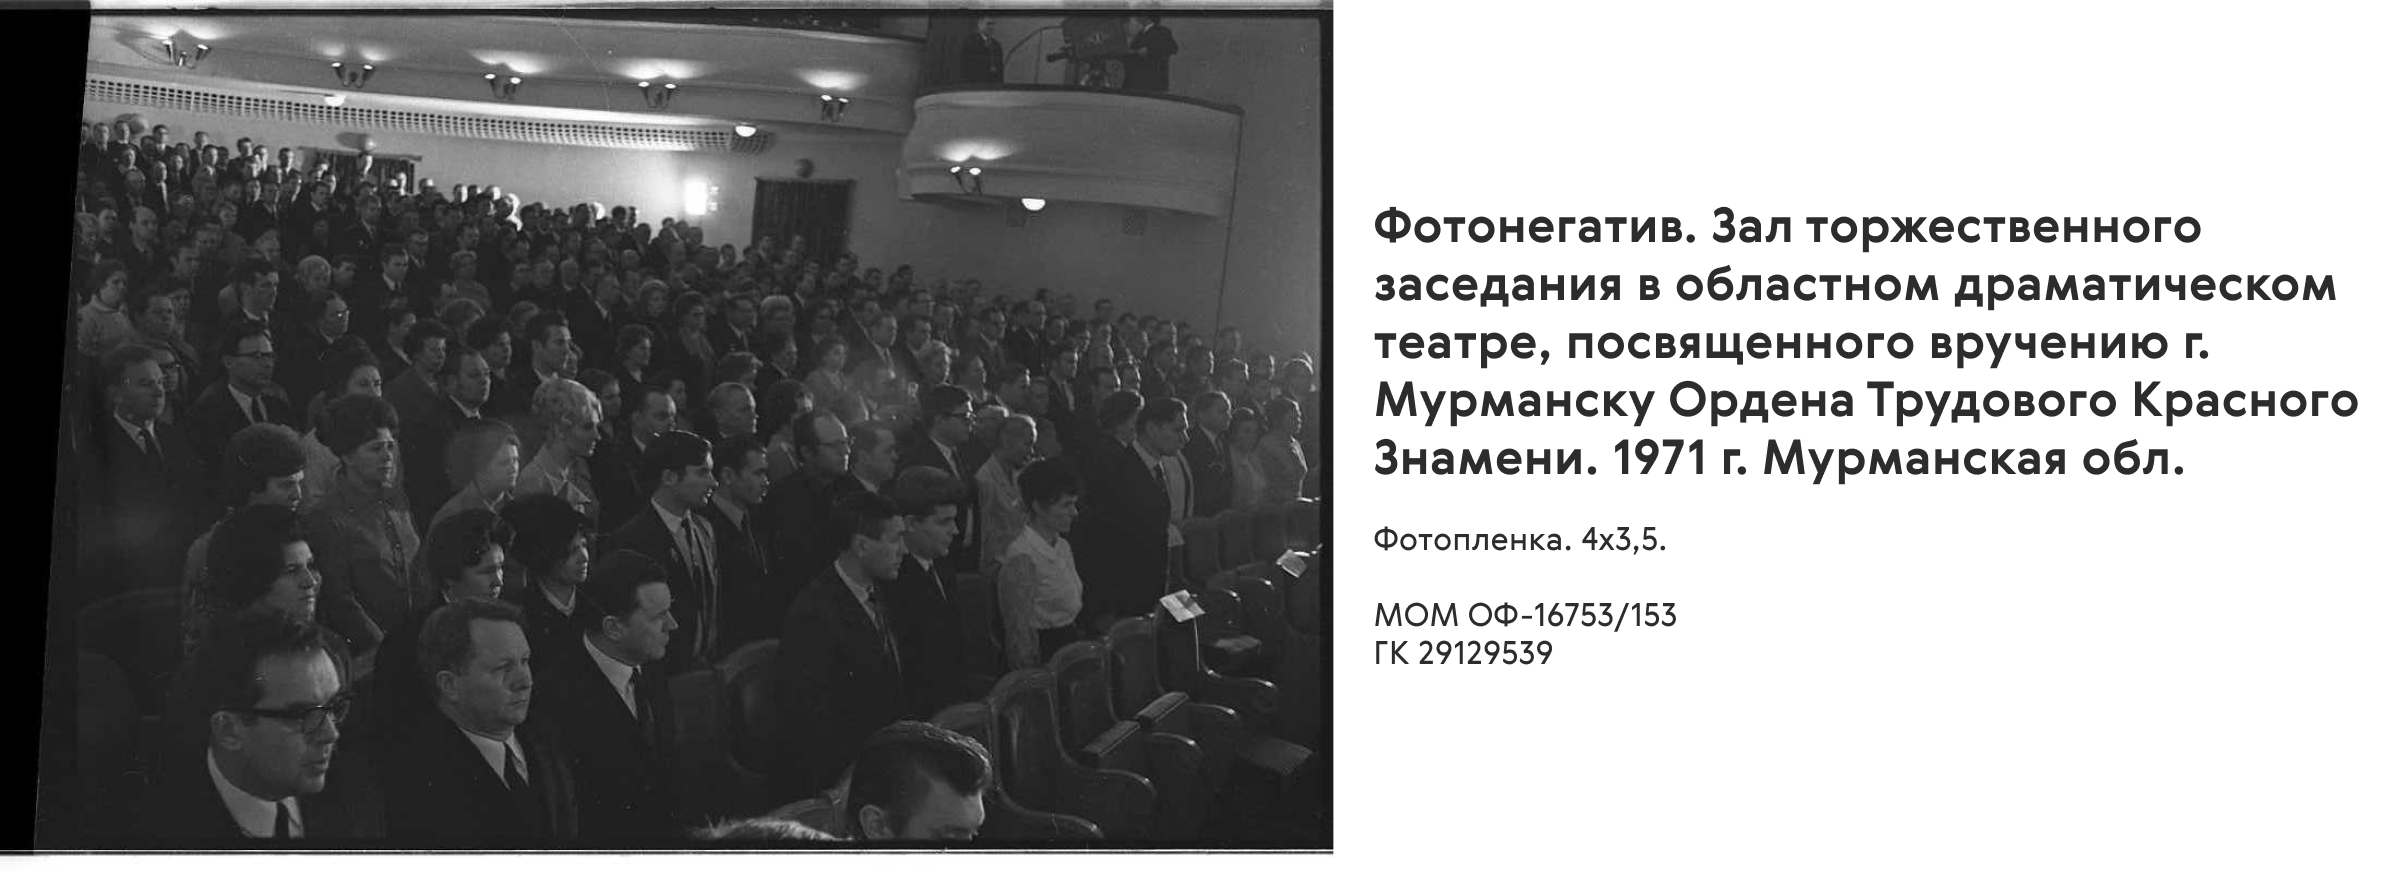 Фотонегатив. Зал торжественного
заседания в областном драматическом
театре, посвященного вручению г.
Мурманску Ордена Трудового Красного
Знамени. 1971 г. Мурманская обл.
Фотопленка. 4х3,5.
МОМ ОФ-16753/153
ГК 29129539